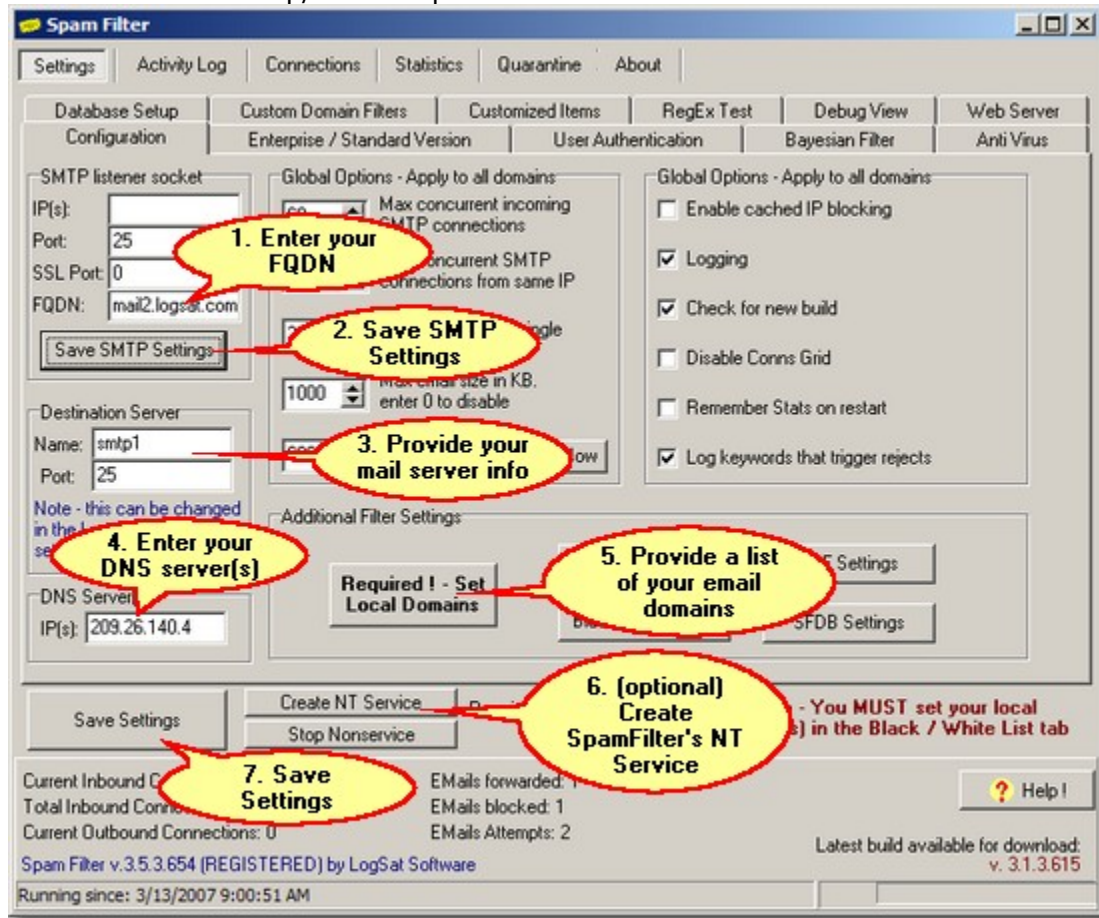 Spam Filter
Settings Activity Log Connections Statistics Quarantine About
Database Setup Custom Domain Filters Customized Items RegEx Test Debug View Web Server
Configuration Enterprise / Standard Version User Authentication Bayesian Filter Anti Virus
SMTP listener socket
IP(s):
Port: 25
SSL Port: 0
FQDN: mail2.logsat.com
Save SMTP Settings
1. Enter your
FQDN
2. Save SMTP
Settings
Destination Server
Name: smtp1
Port: 25
Note - this can be changed
in the
3. Provide your
mail server info
4. Enter your
DNS server(s)
DNS Server
IP(s): 209.26.140.4
Global Options - Apply to all domains
Max concurrent incoming
SMTP connections
concurrent SMTP
connections from same IP
1000 Max email size in KB.
enter 0 to disable
Global Options - Apply to all domains
Enable cached IP blocking
Logging
Check for new build
Disable Conns Grid
Remember Stats on restart
Log keywords that trigger rejects
Additional Filter Settings
Required ! - Set
Local Domains
5. Provide a list
of your email
domains
Settings
SFDB Settings
Save Settings
Create NT Service
Stop Nonservice
6. (optional)
Create
SpamFilter's NT
Service
- You MUST set your local
in the Black / White List tab
7. Save
Settings
Current Inbound
Total Inbound
Current Outbound Connections: 0
EMails forwarded: 1
EMails blocked: 1
EMails Attempts: 2
? Help !
Latest build available for download:
v. 3.1.3.615
Spam Filter v.3.5.3.654 (REGISTERED) by LogSat Software
Running since: 3/13/2007 9:00:51 AM